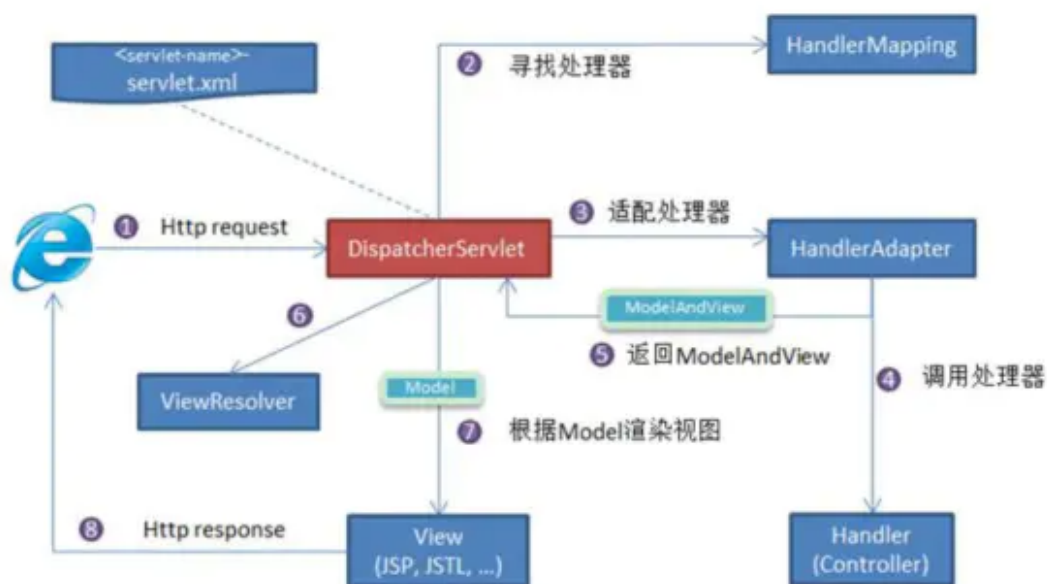 <servlet-name>-
servlet.xml
❷ 寻找处理器
HandlerMapping
❶ Http request
DispatcherServlet
❸ 适配处理器
HandlerAdapter
ModelAndView
❺ 返回ModelAndView
❹ 调用处理器
❻
ViewResolver
Model
❼ 根据Model渲染视图
❽ Http response
View
(JSP, JSTL, ...)
Handler
(Controller)